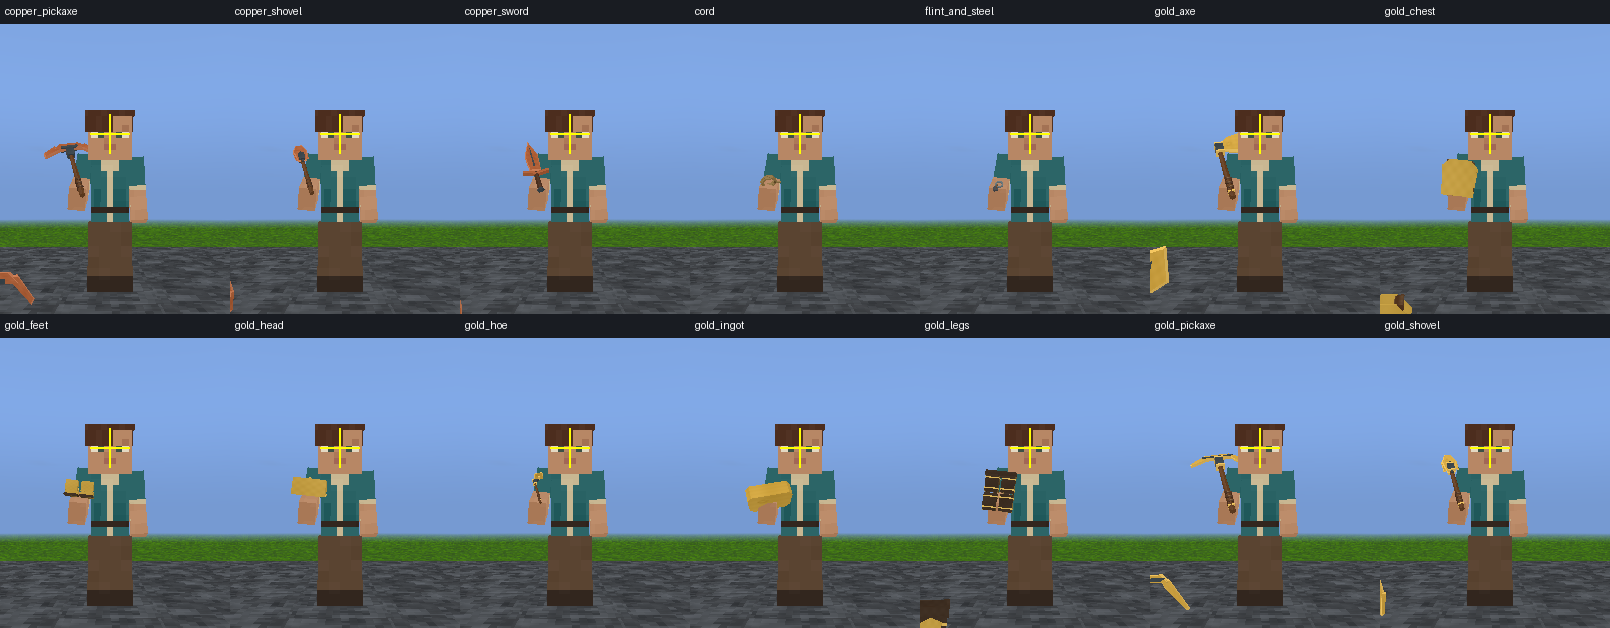 copper_pickaxe
copper_shovel
copper_sword
cord
flint_and_steel
gold_axe
gold_chest
gold_feet
gold_head
gold_hoe
gold_ingot
gold_legs
gold_pickaxe
gold_shovel